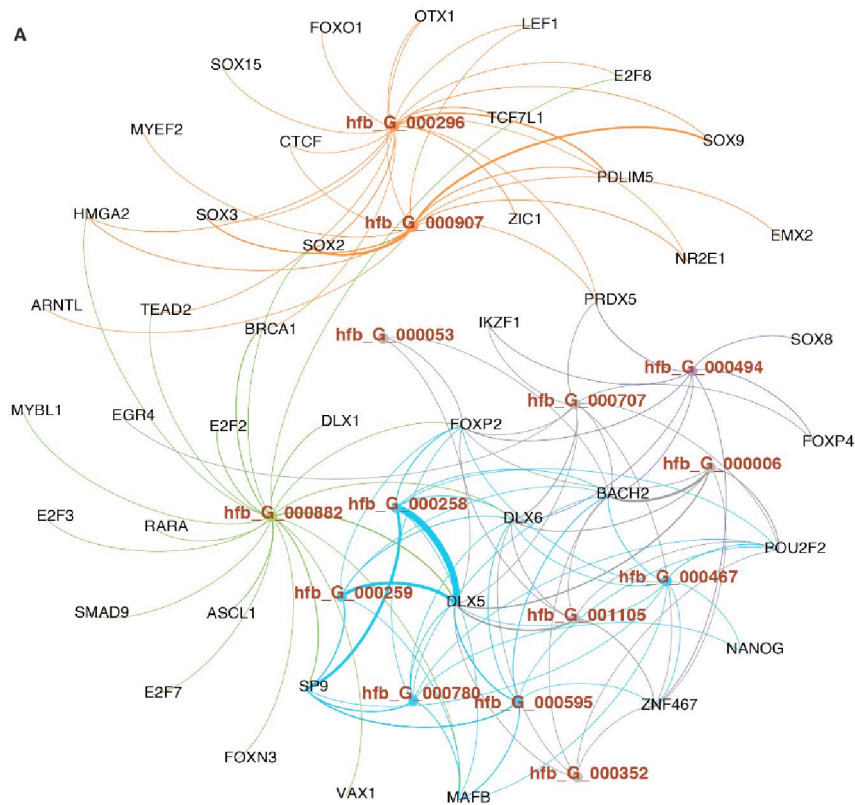 A
OTX1
FOXO1
LEF1
SOX15
E2F8
hfb_G_000296
TCF7L1
MYEF2
CTCF
SOX9
PDLIM5
HMGA2
SOX3
hfb_G_000907
ZIC1
EMX2
SOX2
NR2E1
ARNTL
TEAD2
PRDX5
BRCA1
IKZF1
hfb_G_000053
SOX8
hfb_G_000494
MYBL1
EGR4
hfb_G_000707
E2F2
DLX1
FOXP2
FOXP4
hfb_G_000006
BACH2
hfb_G_000258
hfb_G_000882
DLX6
E2F3
RARA
POU2F2
hfb_G_000467
hfb_G_000259
DLX5
SMAD9
ASCL1
hfb_G_001105
NANOG
E2F7
SP9
hfb_G_000780
hfb_G_000595
ZNF467
FOXN3
hfb_G_000352
VAX1
MAFB